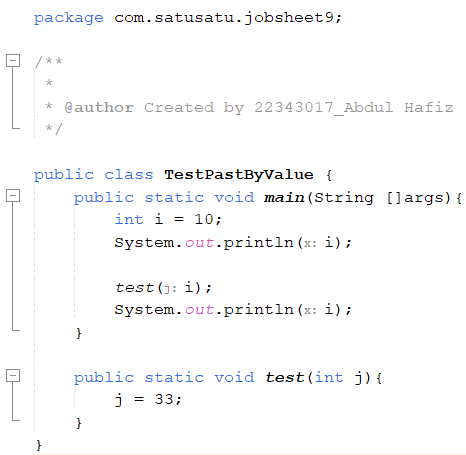 package com.satusatu.jobsheet9;
/**
 *
 * @author Created by 22343017_Abdul Hafiz
 */
public class TestPastByValue {
    public static void main(String []args){
        int i = 10;
        System.out.println(x: i);
        test(j: i);
        System.out.println(x: i);
    }
    public static void test(int j){
        j = 33;
    }
}